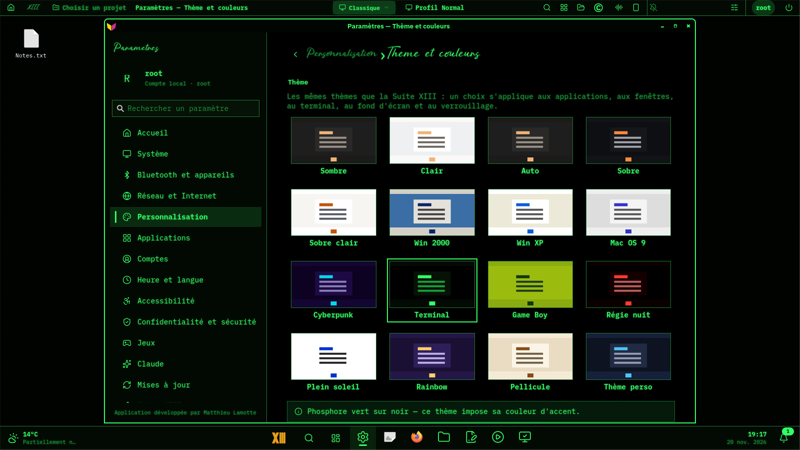 XIII Choisir un projet Paramètres — Thème et couleurs Classique Profil Normal root
Paramètres — Thème et couleurs
Notes.txt
Paramètres
R root
Compte local · root
Rechercher un paramètre
Accueil
Système
Bluetooth et appareils
Réseau et Internet
Personnalisation
Applications
Comptes
Heure et langue
Accessibilité
Confidentialité et sécurité
Jeux
Claude
Mises à jour
Application développée par Matthieu Lamotte
Personnalisation › Thème et couleurs
Thème
Les mêmes thèmes que la Suite XIII : un choix s'applique aux applications, aux fenêtres,
au terminal, au fond d'écran et au verrouillage.
Sombre Clair Auto Sobre
Sobre clair Win 2000 Win XP Mac OS 9
Cyberpunk Terminal Game Boy Régie nuit
Plein soleil Rainbow Pellicule Thème perso
Phosphore vert sur noir — ce thème impose sa couleur d'accent.
14°C
Partiellement n…
XIII
19:17
20 nov. 2026
1